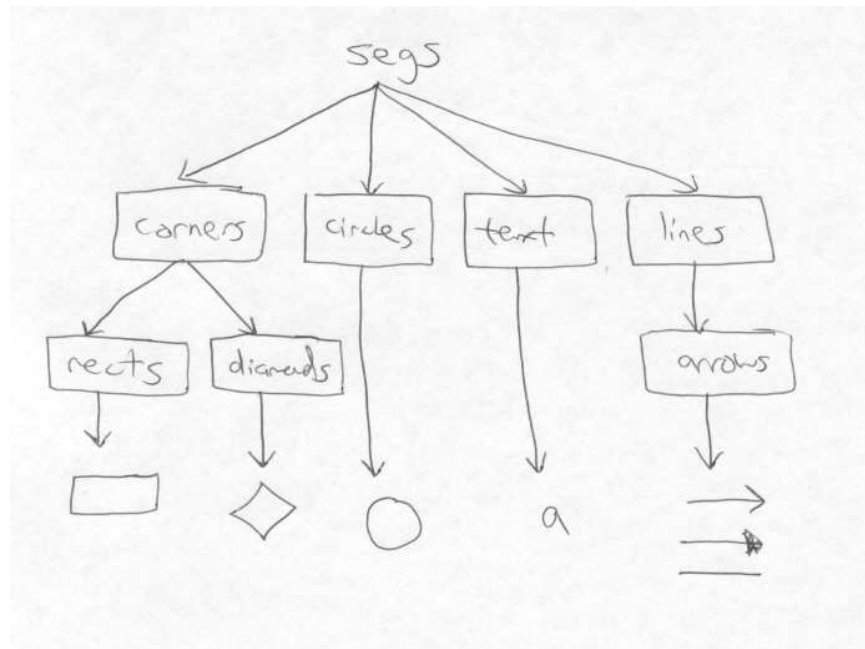 segs
corners
circles
text
lines
rects
diamonds
arrows
a